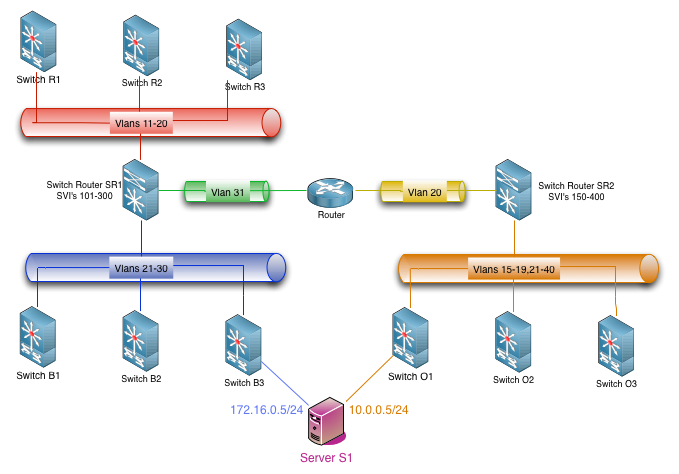 Switch R1
Switch R2
Switch R3
Vlans 11-20
Switch Router SR1
SVI's 101-300
Vlan 31
Router
Vlan 20
Switch Router SR2
SVI's 150-400
Vlans 21-30
Vlans 15-19,21-40
Switch B1
Switch B2
Switch B3
Switch O1
Switch O2
Switch O3
172.16.0.5/24
10.0.0.5/24
Server S1